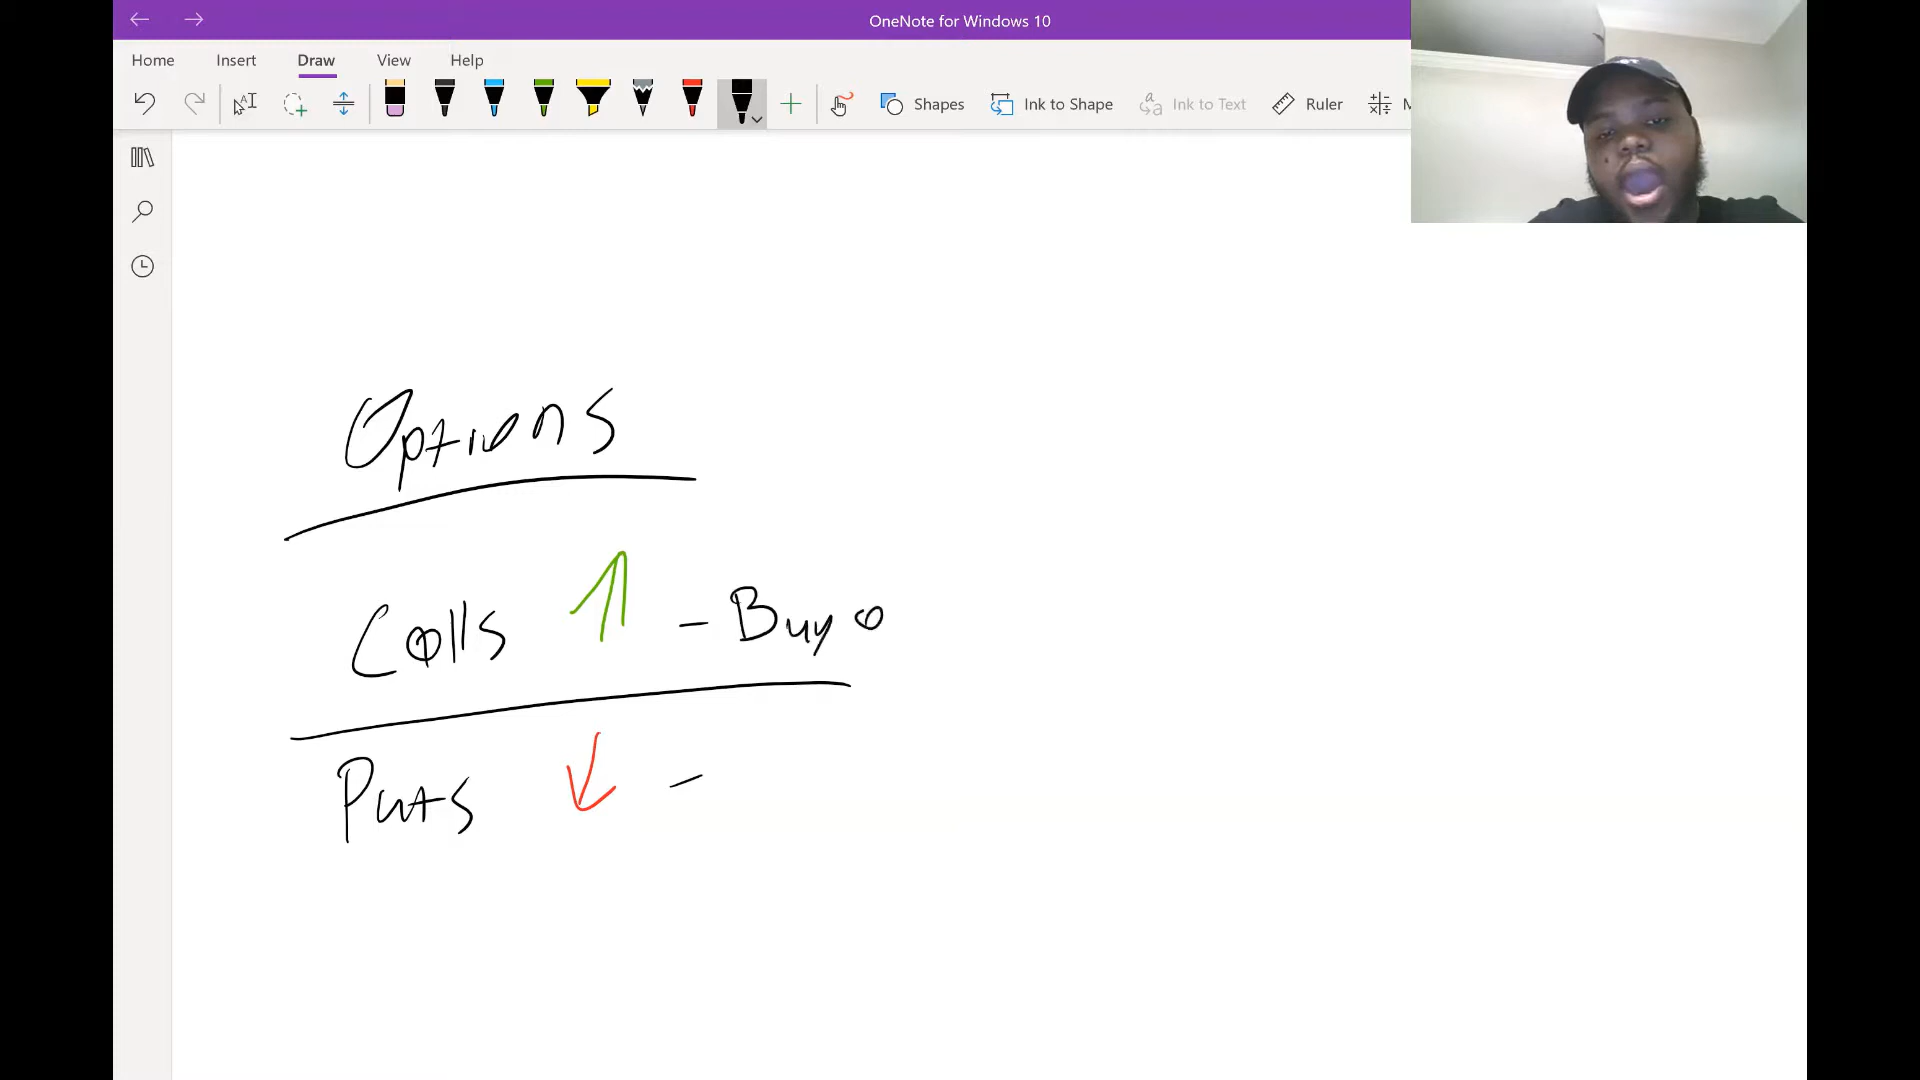 OneNote for Windows 10
Home Insert Draw View Help
Shapes Ink to Shape Ink to Text Ruler M
Options
Calls - Buy
Puts -